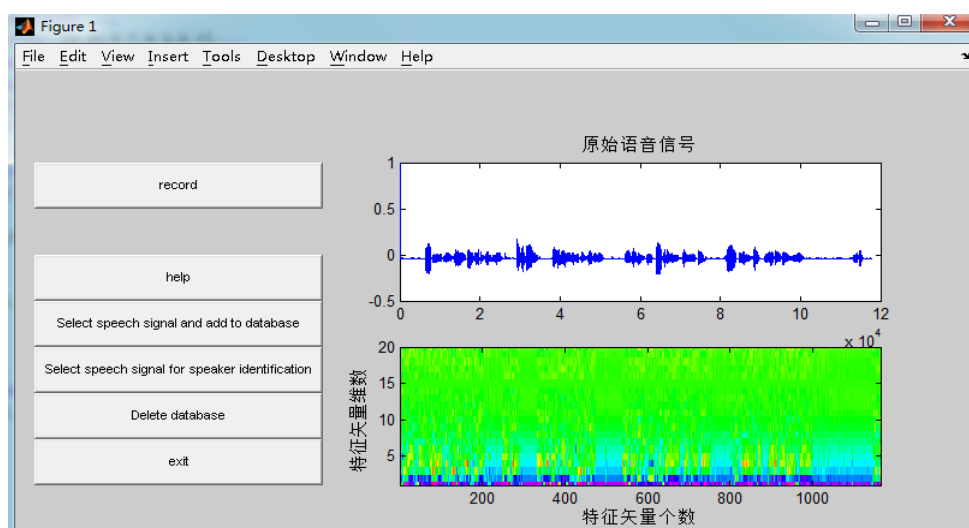 Figure 1
File Edit View Insert Tools Desktop Window Help
record
help
Select speech signal and add to database
Select speech signal for speaker identification
Delete database
exit
原始语音信号
1
0.5
0
-0.5
0 2 4 6 8 10 12
x 10^4
20
15
10
5
特征矢量维数
200 400 600 800 1000
特征矢量个数